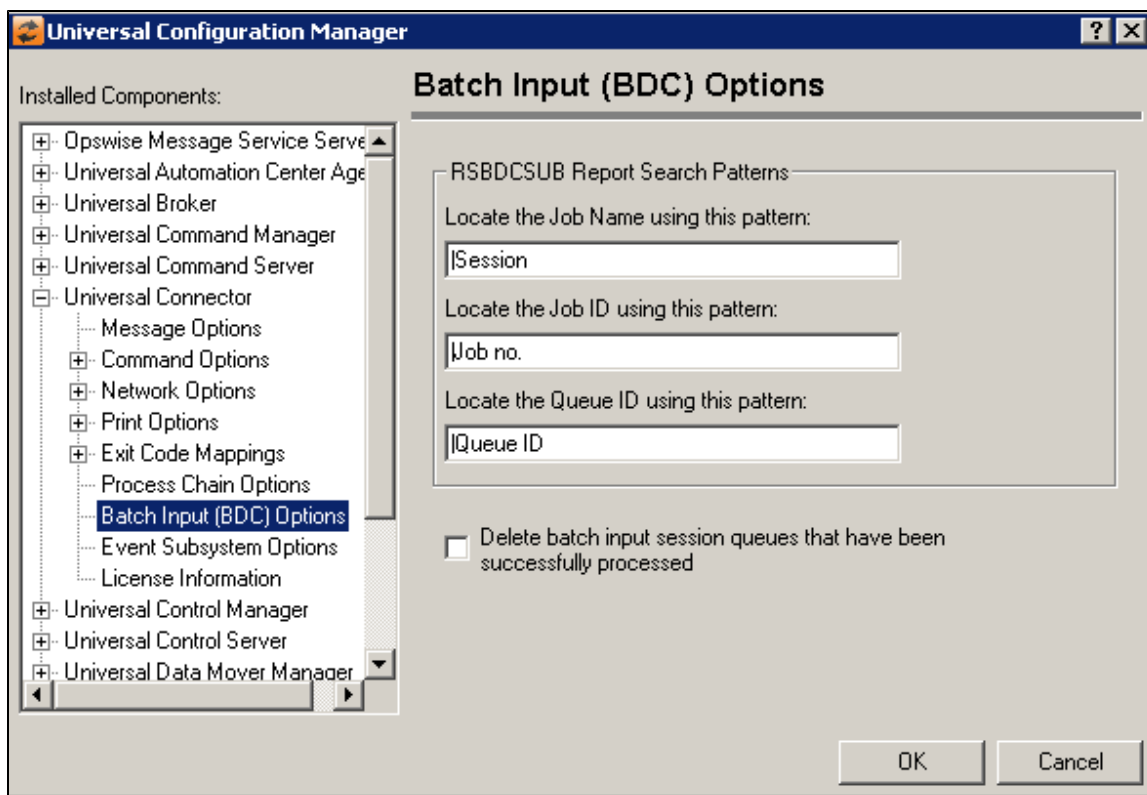 Universal Configuration Manager
Installed Components:
Opswise Message Service Serve
Universal Automation Center Age
Universal Broker
Universal Command Manager
Universal Command Server
Universal Connector
Message Options
Command Options
Network Options
Print Options
Exit Code Mappings
Process Chain Options
Batch Input (BDC) Options
Event Subsystem Options
License Information
Universal Control Manager
Universal Control Server
Universal Data Mover Manager
Batch Input (BDC) Options
RSBDCSUB Report Search Patterns
Locate the Job Name using this pattern:
|Session
Locate the Job ID using this pattern:
|Job no.
Locate the Queue ID using this pattern:
|Queue ID
Delete batch input session queues that have been
successfully processed
OK
Cancel